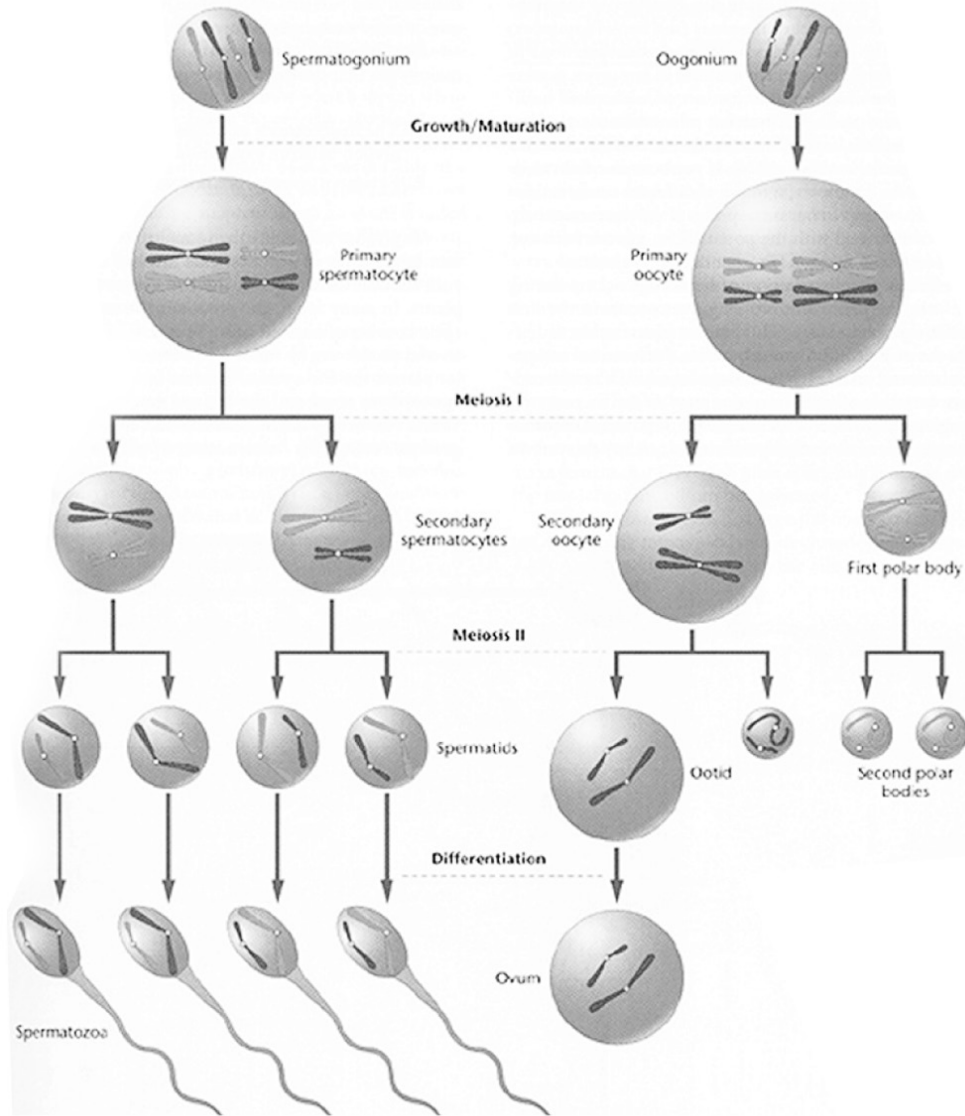 Spermatogonium
Oogonium
Growth/Maturation
Primary
spermatocyte
Primary
oocyte
Meiosis I
Secondary
spermatocytes
Secondary
oocyte
First polar body
Meiosis II
Spermatids
Ootid
Second polar
bodies
Differentiation
Ovum
Spermatozoa